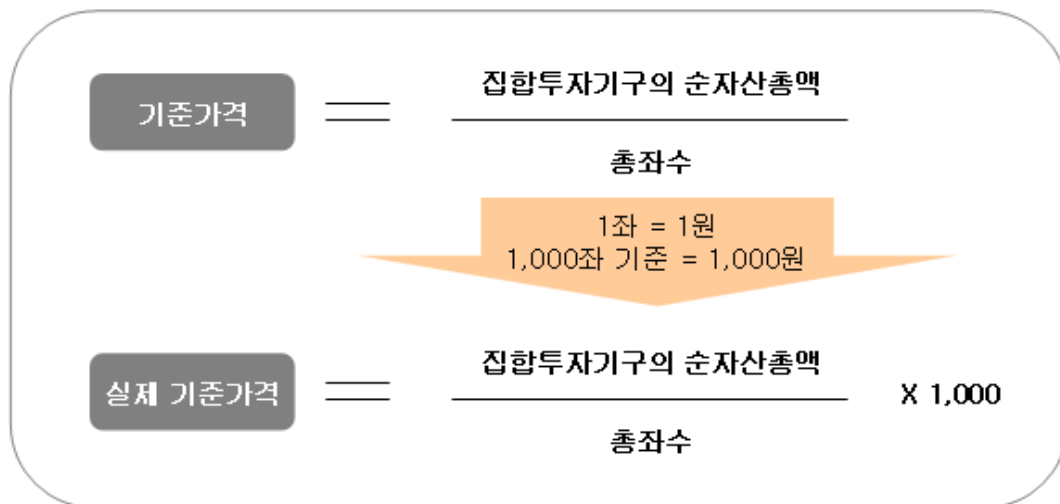 집합투자기구의 순자산총액
기준가격 =
총좌수
1좌 = 1원
1,000좌 기준 = 1,000원
집합투자기구의 순자산총액
실제 기준가격 = X 1,000
총좌수